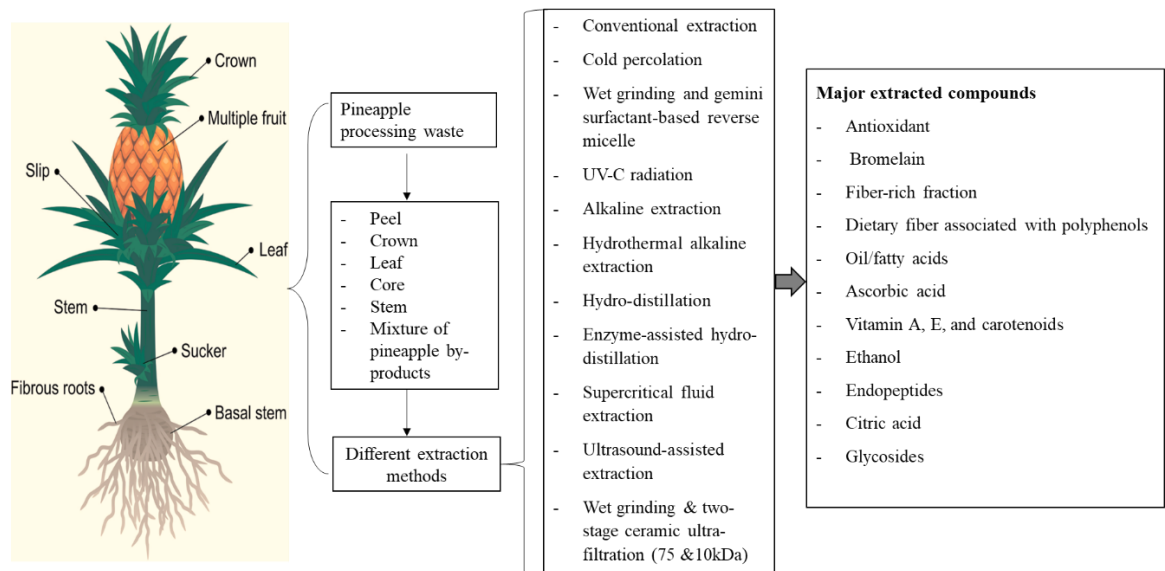 Crown
Multiple fruit
Slip
Leaf
Stem
Sucker
Fibrous roots
Basal stem
Pineapple
processing waste
- Peel
- Crown
- Leaf
- Core
- Stem
- Mixture of
pineapple by-
products
Different extraction
methods
- Conventional extraction
- Cold percolation
- Wet grinding and gemini
surfactant-based reverse
micelle
- UV-C radiation
- Alkaline extraction
- Hydrothermal alkaline
extraction
- Hydro-distillation
- Enzyme-assisted hydro-
distillation
- Supercritical fluid
extraction
- Ultrasound-assisted
extraction
- Wet grinding & two-
stage ceramic ultra-
filtration (75 &10kDa)
Major extracted compounds
- Antioxidant
- Bromelain
- Fiber-rich fraction
- Dietary fiber associated with polyphenols
- Oil/fatty acids
- Ascorbic acid
- Vitamin A, E, and carotenoids
- Ethanol
- Endopeptides
- Citric acid
- Glycosides